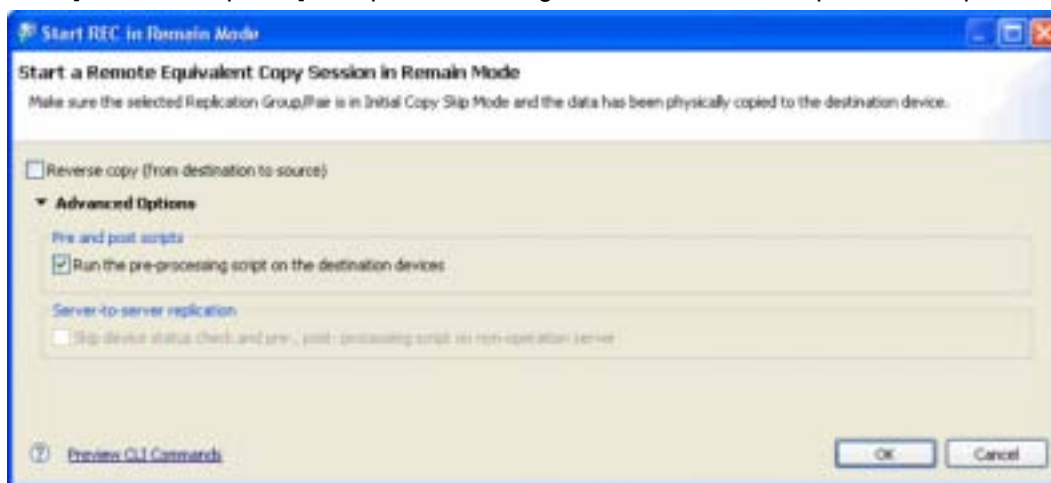 Start REC in Remain Mode
Start a Remote Equivalent Copy Session in Remain Mode
Make sure the selected Replication Group/Pair is in Initial Copy Skip Mode and the data has been physically copied to the destination device.
Reverse copy (from destination to source)
Advanced Options
Pre and post scripts
Run the pre-processing script on the destination devices
Server-to-server replication
Skip device status check and pre-, post- processing script on non-operation server
Preview CLI Commands
OK Cancel